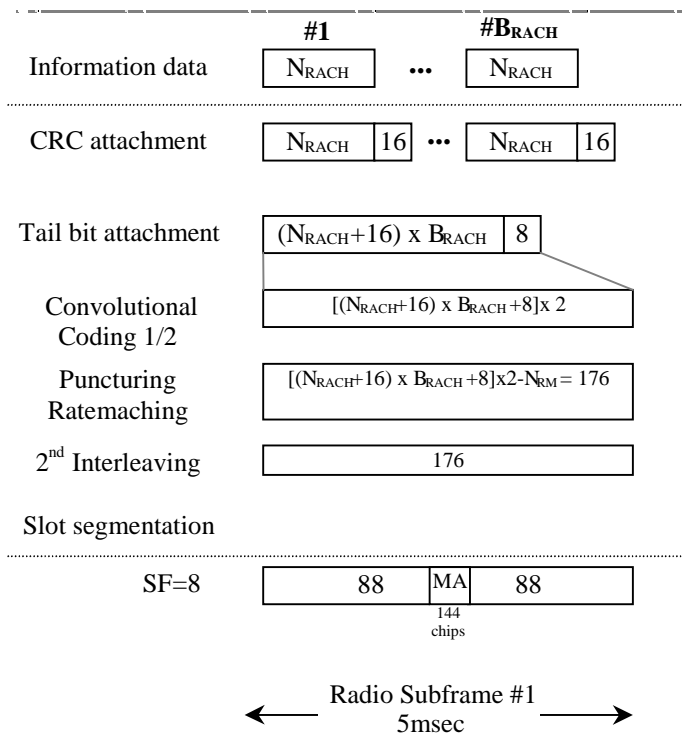 #1 #BRACH
Information data NRACH ... NRACH
CRC attachment NRACH 16 ... NRACH 16
Tail bit attachment (NRACH+16) x BRACH 8
Convolutional
Coding 1/2
[(NRACH+16) x BRACH +8]x 2
Puncturing
Ratemaching
[(NRACH+16) x BRACH +8]x2-NRM = 176
2nd Interleaving 176
Slot segmentation
SF=8 88 MA 88
144
chips
Radio Subframe #1
5msec